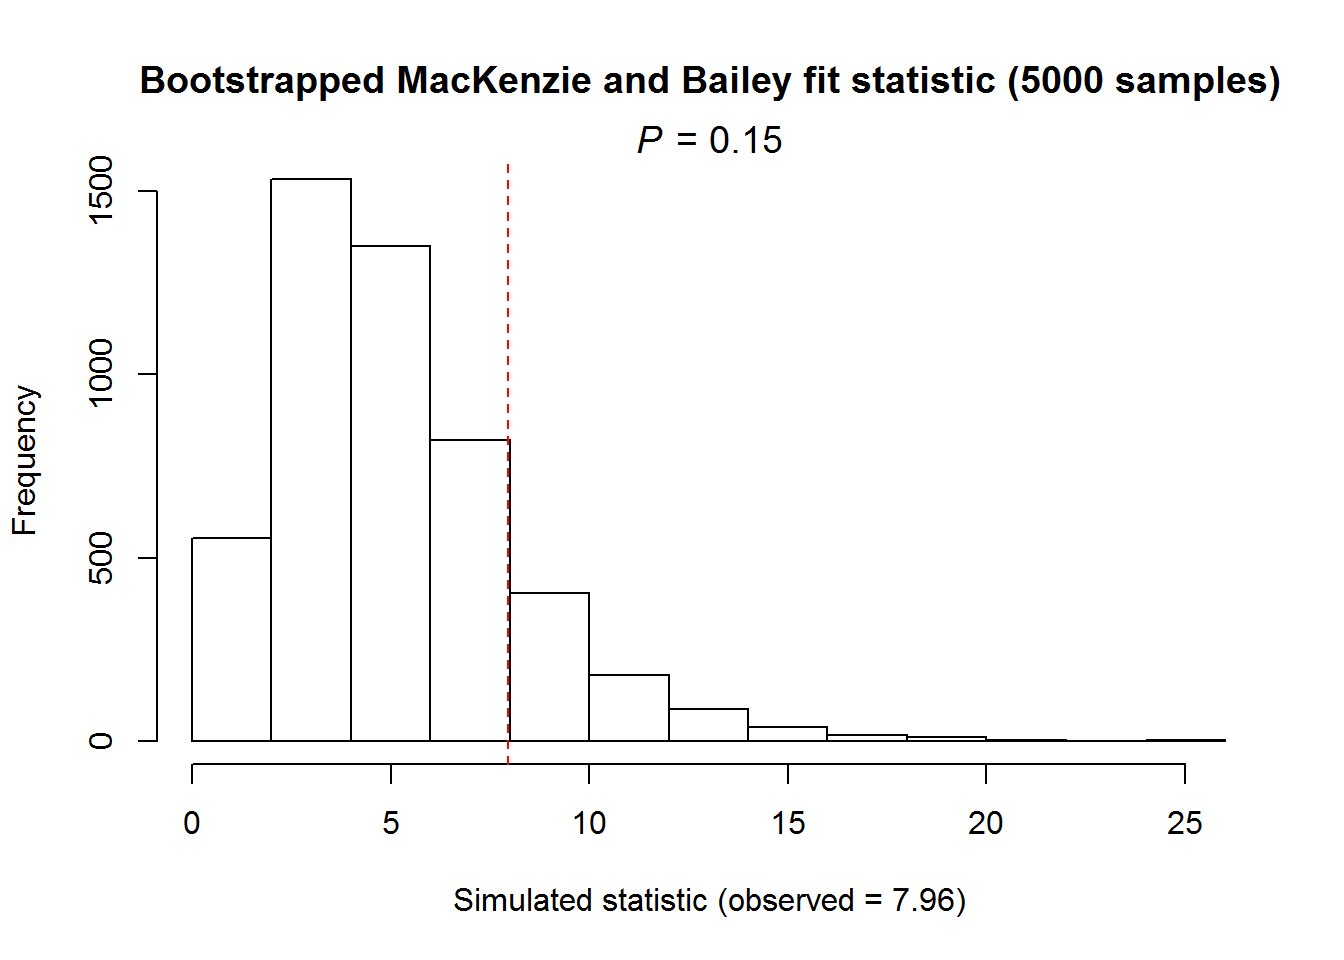 Bootstrapped MacKenzie and Bailey fit statistic (5000 samples)
P = 0.15
Frequency
1500
1000
500
0
0 5 10 15 20 25
Simulated statistic (observed = 7.96)